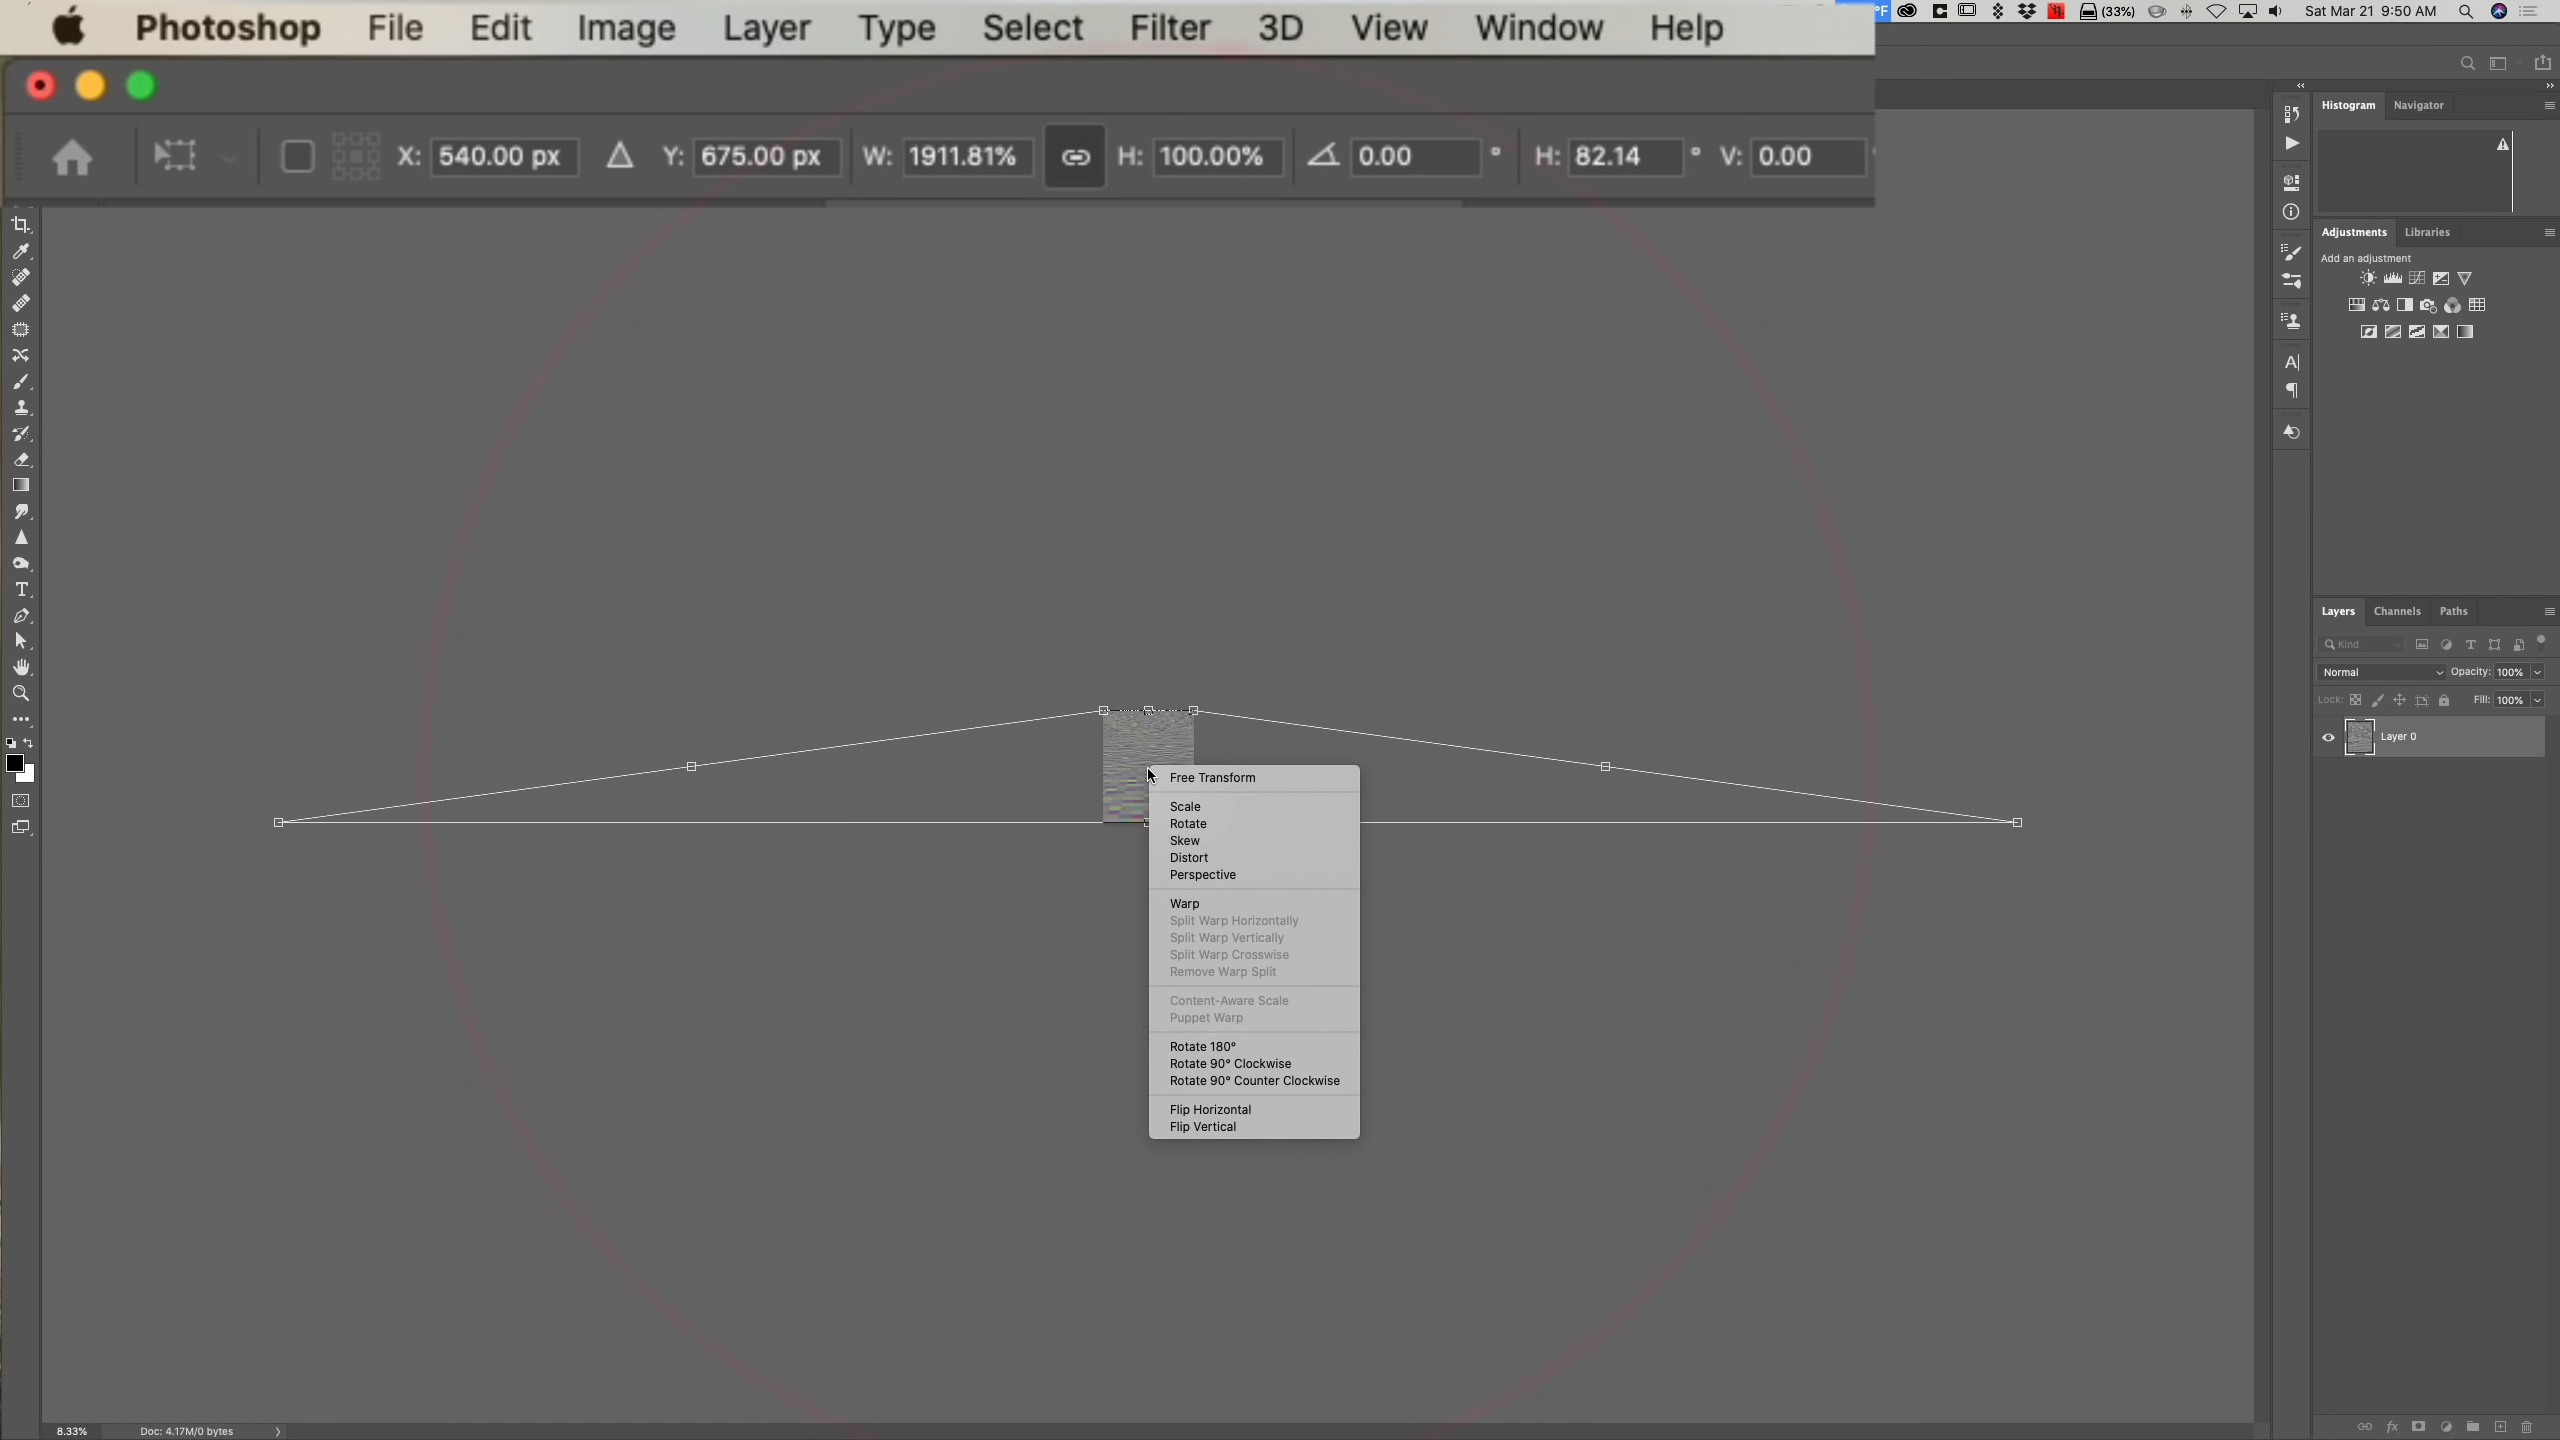 Photoshop File Edit Image Layer Type Select Filter 3D View Window Help
°F (33%) Sat Mar 21 9:50 AM
X: 540.00 px Y: 675.00 px W: 1911.81% H: 100.00% 0.00 ° H: 82.14 ° V: 0.00
Histogram Navigator
Adjustments Libraries
Add an adjustment
Free Transform
Scale
Rotate
Skew
Distort
Perspective
Warp
Split Warp Horizontally
Split Warp Vertically
Split Warp Crosswise
Remove Warp Split
Content-Aware Scale
Puppet Warp
Rotate 180°
Rotate 90° Clockwise
Rotate 90° Counter Clockwise
Flip Horizontal
Flip Vertical
Layers Channels Paths
Kind
Normal Opacity: 100%
Lock: Fill: 100%
Layer 0
8.33% Doc: 4.17M/0 bytes